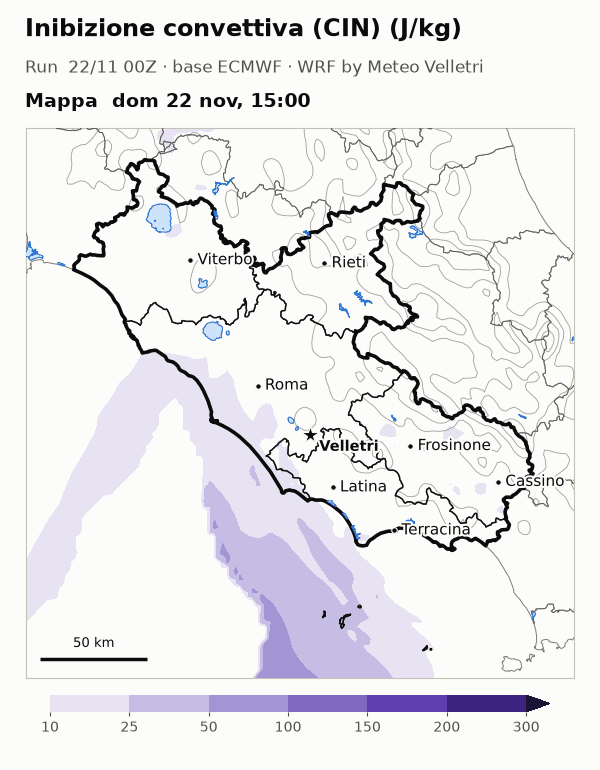 Inibizione convettiva (CIN) (J/kg)
Run  22/11 00Z · base ECMWF · WRF by Meteo Velletri
Mappa  dom 22 nov, 15:00
Viterbo
Rieti
Roma
Velletri
Frosinone
Latina
Cassino
Terracina
50 km
10 25 50 100 150 200 300